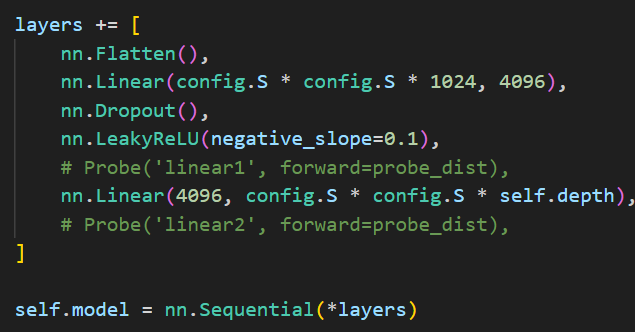 layers += [
    nn.Flatten(),
    nn.Linear(config.S * config.S * 1024, 4096),
    nn.Dropout(),
    nn.LeakyReLU(negative_slope=0.1),
    # Probe('linear1', forward=probe_dist),
    nn.Linear(4096, config.S * config.S * self.depth),
    # Probe('linear2', forward=probe_dist),
]

self.model = nn.Sequential(*layers)